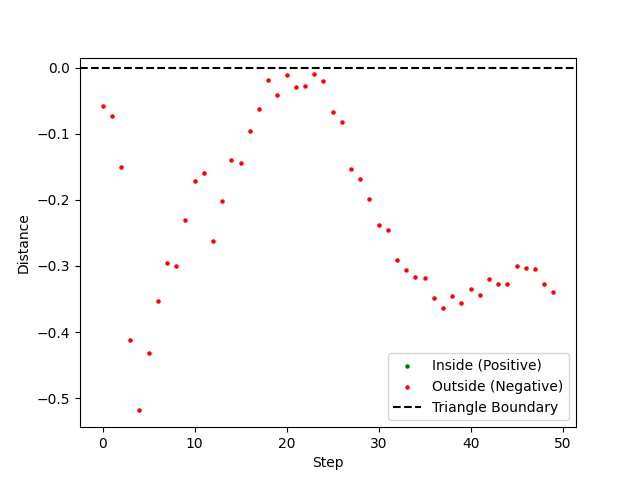 0.0
−0.1
−0.2
−0.3
−0.4
−0.5
Distance
Inside (Positive)
Outside (Negative)
Triangle Boundary
0 10 20 30 40 50
Step